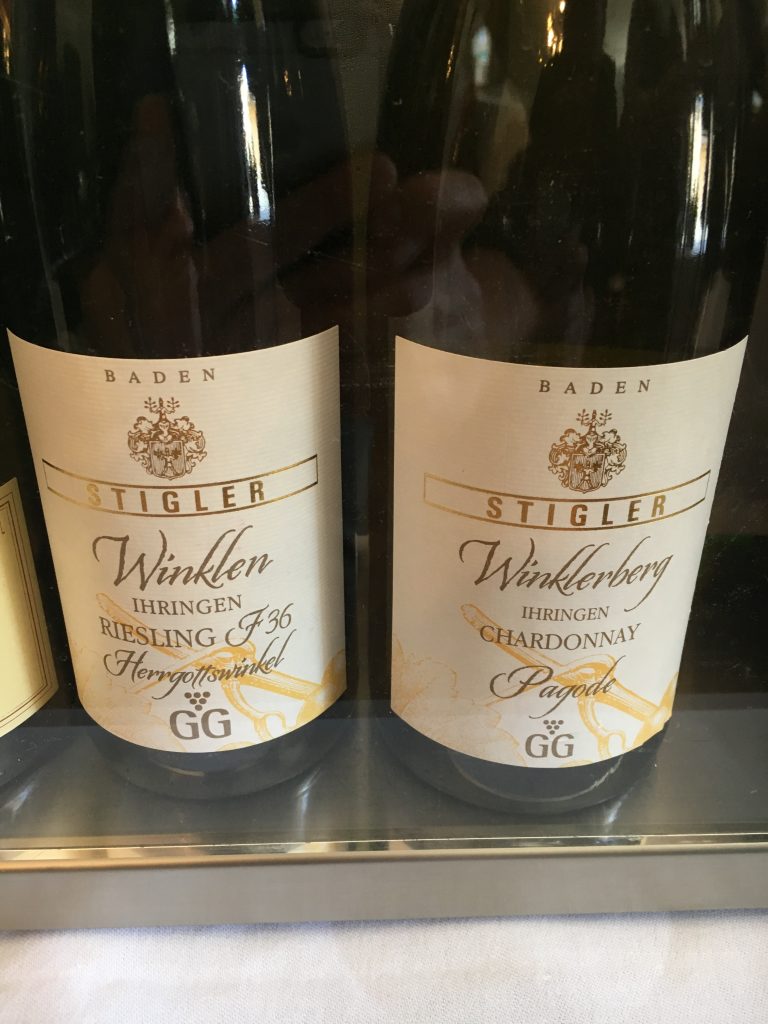 BADEN
STIGLER
Winklen
IHRINGEN
RIESLING F36
Herrgottswinkel
GG
BADEN
STIGLER
Winklerberg
IHRINGEN
CHARDONNAY
Pagode
GG